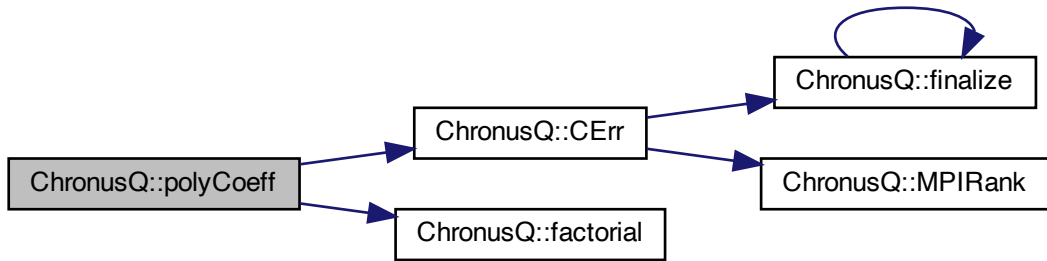 ChronusQ::polyCoeff
ChronusQ::CErr
ChronusQ::factorial
ChronusQ::finalize
ChronusQ::MPIRank